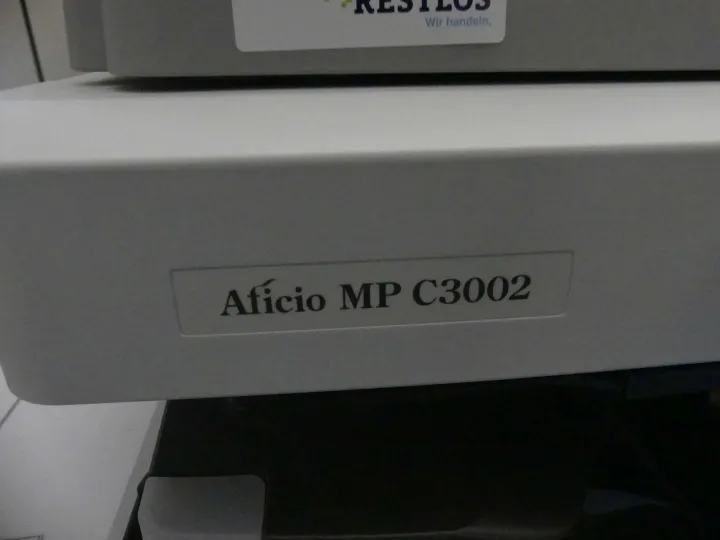 RESTLOS
Wir handeln.
Aficio MP C3002